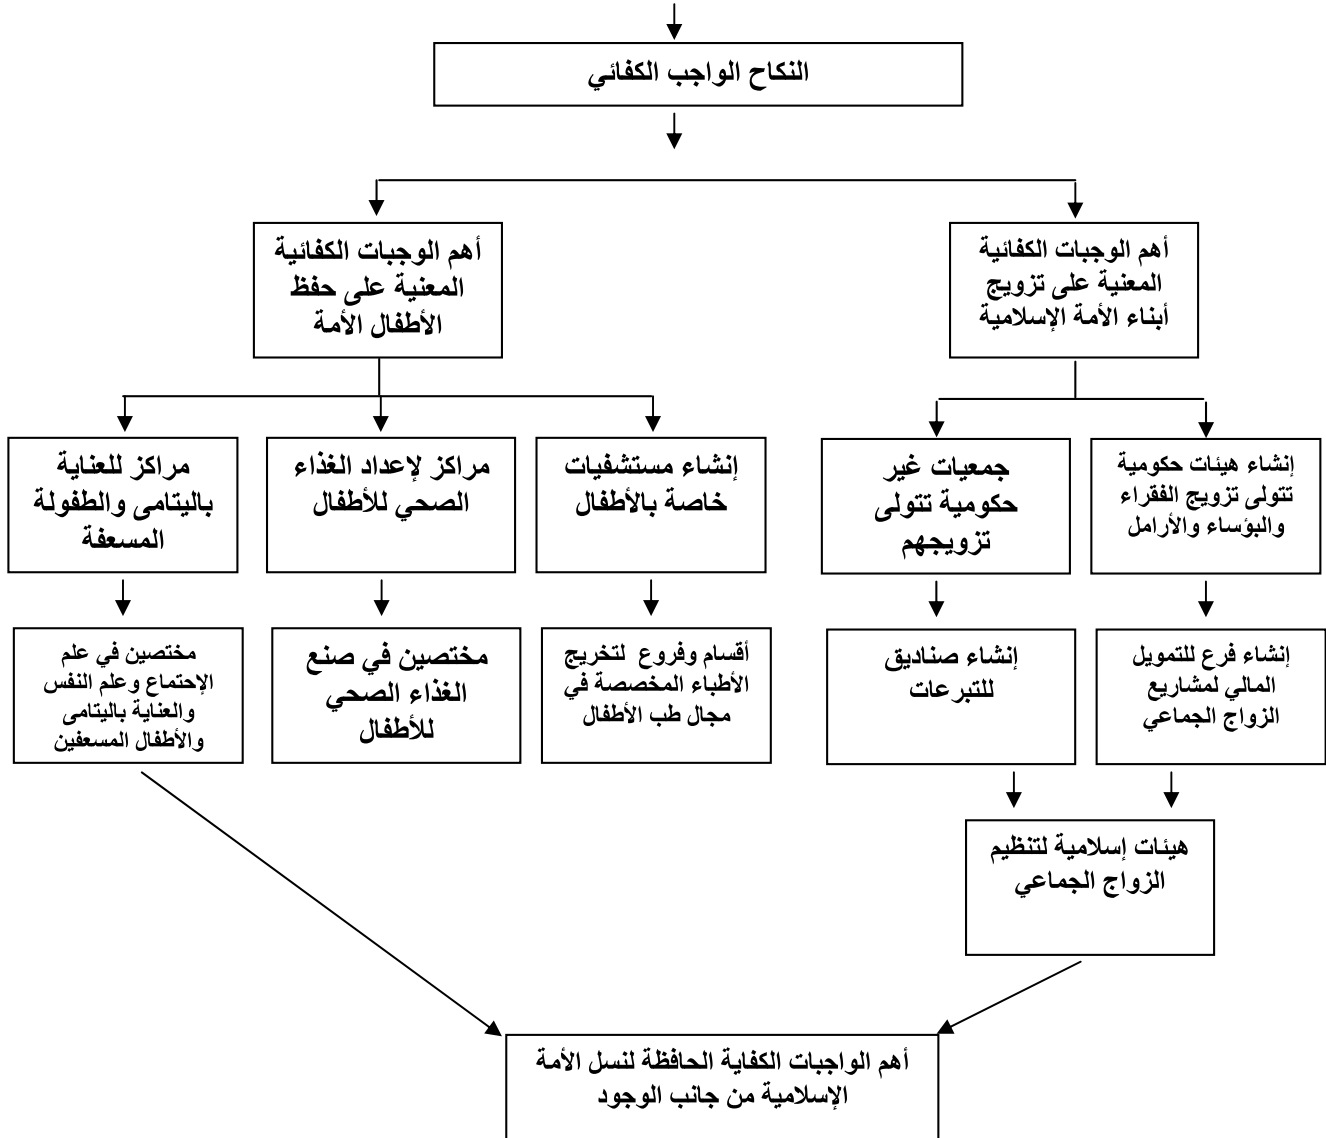 النكاح الواجب الكفائي
أهم الوجبات الكفائية
المعنية على تزويج
أبناء الأمة الإسلامية
أهم الوجبات الكفائية
المعنية على حفظ
الأطفال الأمة
إنشاء هيئات حكومية
تتولى تزويج الفقراء
والبؤساء والأرامل
جمعيات غير
حكومية تتولى
تزويجهم
إنشاء مستشفيات
خاصة بالأطفال
مراكز لإعداد الغذاء
الصحي للأطفال
مراكز للعناية
باليتامى والطفولة
المسعفة
إنشاء فرع للتمويل
المالي لمشاريع
الزواج الجماعي
إنشاء صناديق
للتبرعات
أقسام وفروع لتخريج
الأطباء المخصصة في
مجال طب الأطفال
مختصين في صنع
الغذاء الصحي
للأطفال
مختصين في علم
الإجتماع وعلم النفس
والعناية باليتامى
والأطفال المسعفين
هيئات إسلامية لتنظيم
الزواج الجماعي
أهم الواجبات الكفاية الحافظة لنسل الأمة
الإسلامية من جانب الوجود